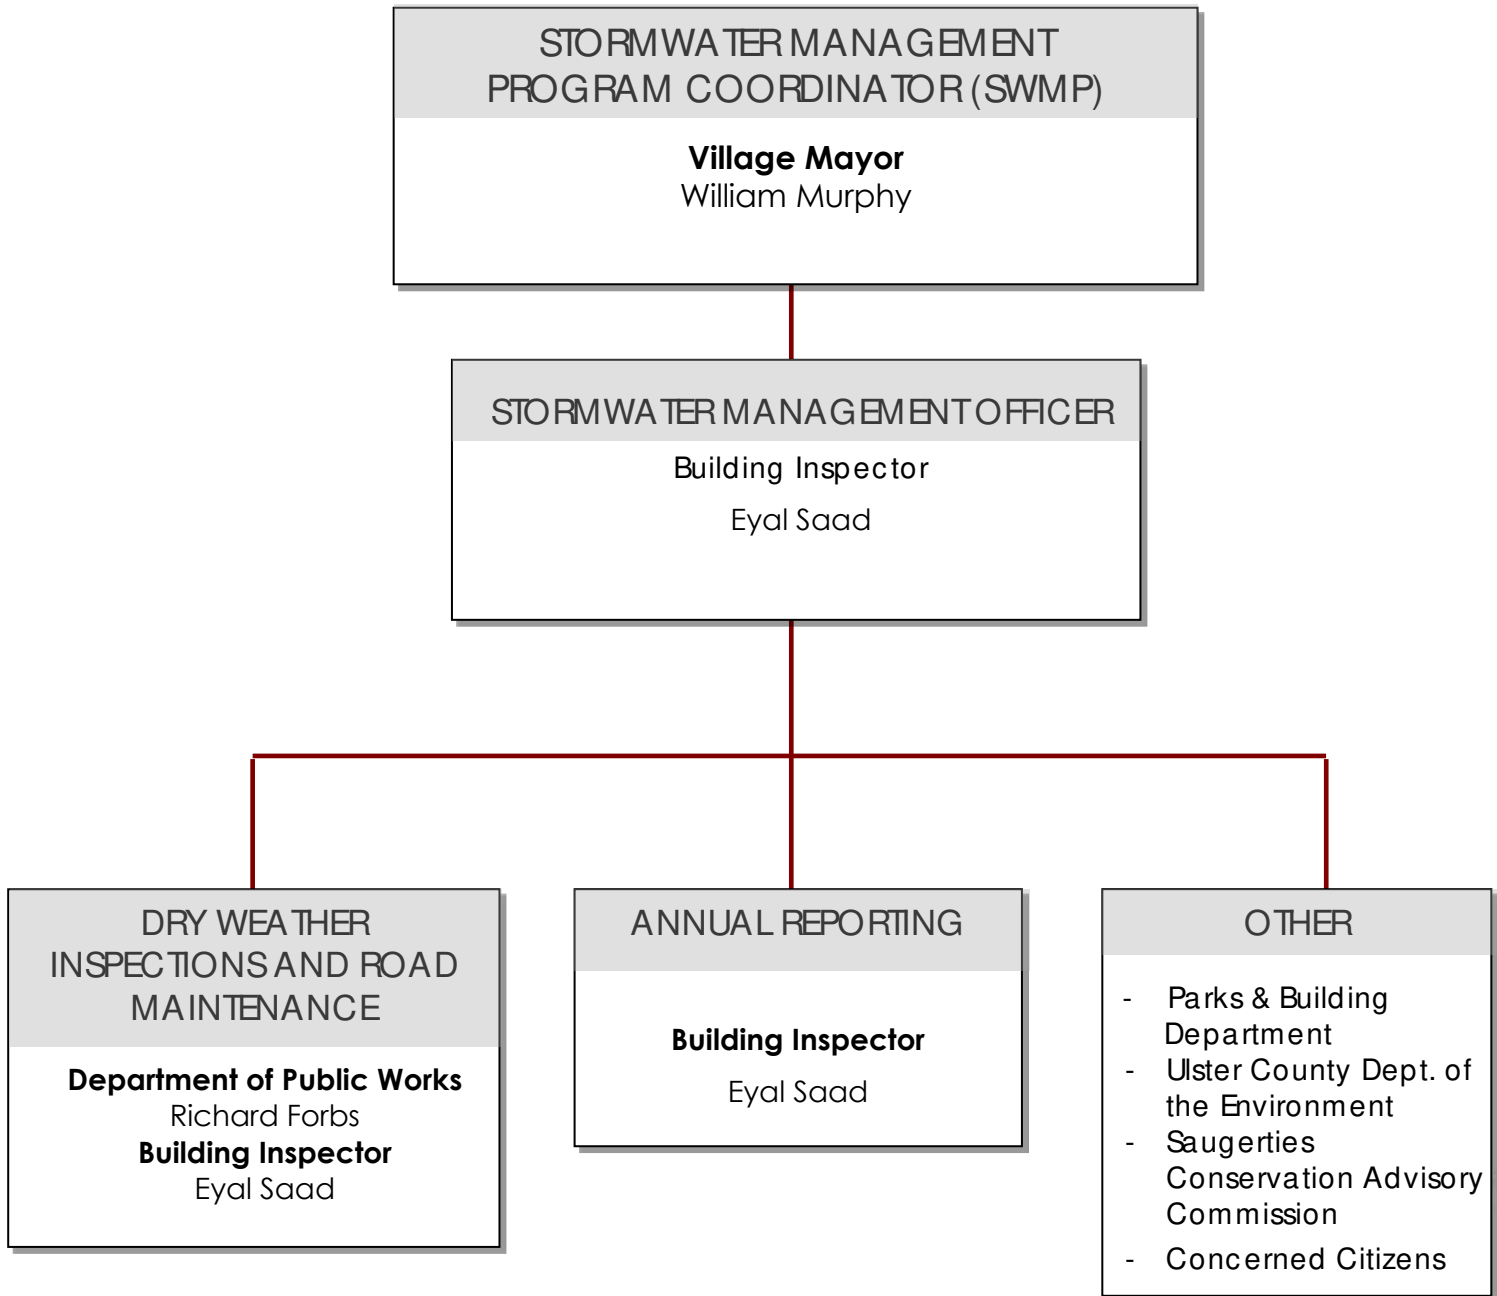 STORMWATER MANAGEMENT
PROGRAM COORDINATOR (SWMP)
Village Mayor
William Murphy
STORMWATER MANAGEMENT OFFICER
Building Inspector
Eyal Saad
DRY WEATHER
INSPECTIONS AND ROAD
MAINTENANCE
Department of Public Works
Richard Forbs
Building Inspector
Eyal Saad
ANNUAL REPORTING
Building Inspector
Eyal Saad
OTHER
- Parks & Building
Department
- Ulster County Dept. of
the Environment
- Saugerties
Conservation Advisory
Commission
- Concerned Citizens